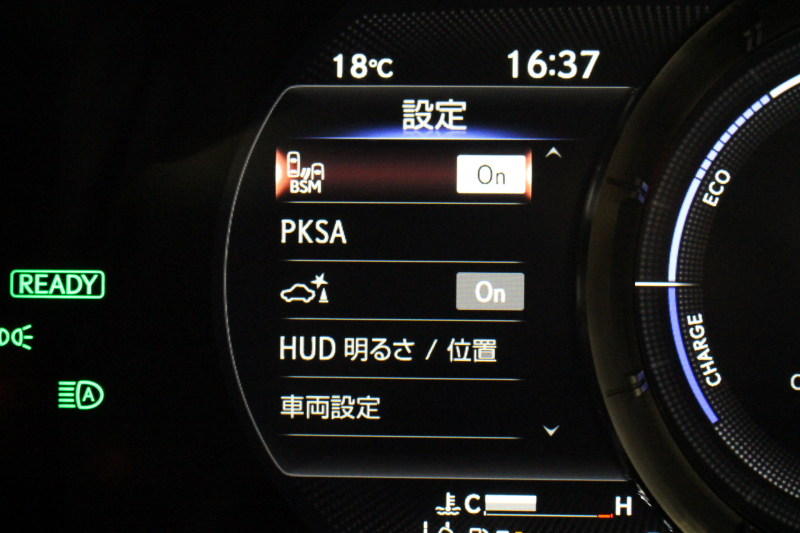 18℃ 16:37
設定
BSM On
PKSA
On
HUD 明るさ / 位置
車両設定
READY
A
ECO
CHARGE
C H